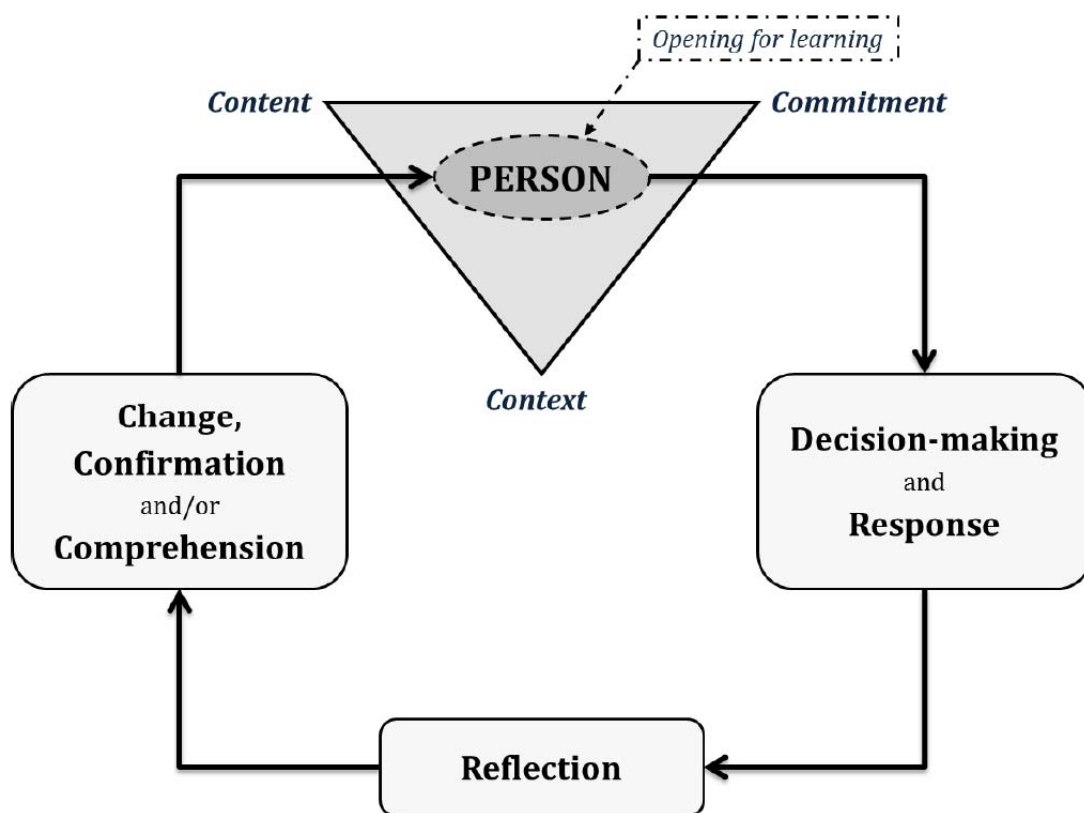 Opening for learning
Content
Commitment
PERSON
Context
Change,
Confirmation
and/or
Comprehension
Decision-making
and
Response
Reflection